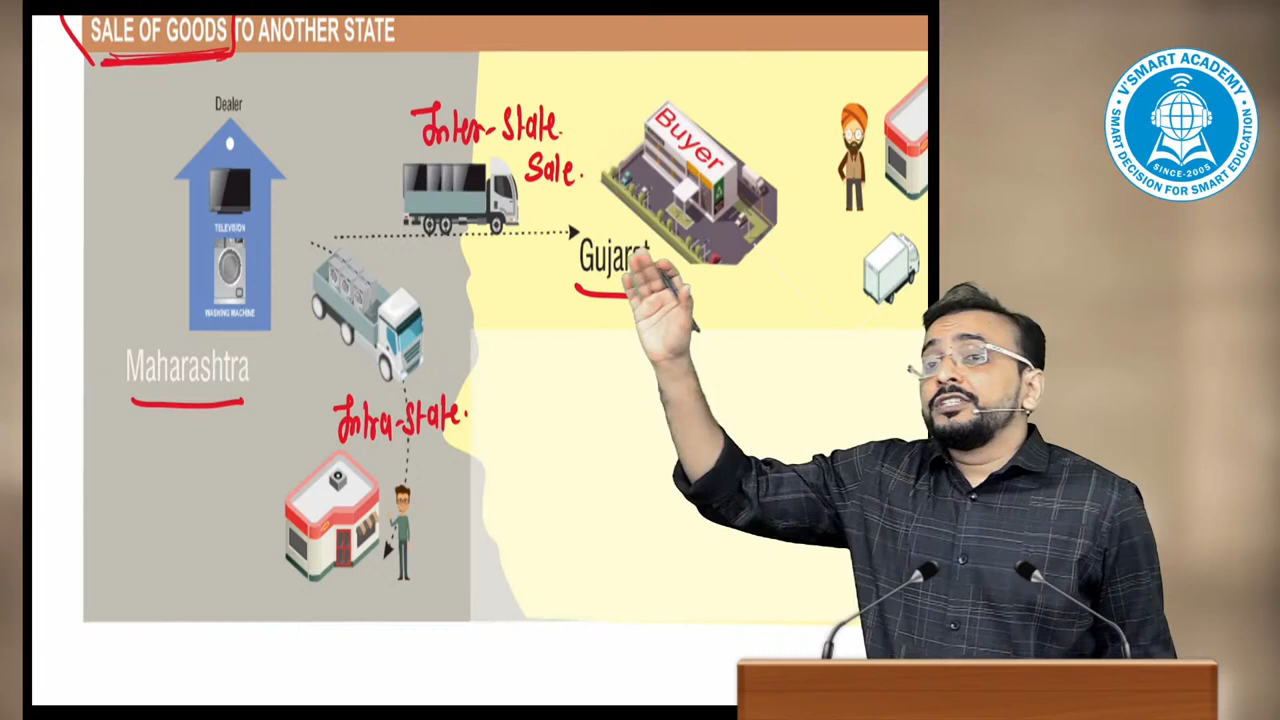 SALE OF GOODS TO ANOTHER STATE
Dealer
Inter-State
Sale.
Buyer
TELEVISION
WASHING MACHINE
Gujarat
Maharashtra
Intra-State.
V'SMART ACADEMY
SINCE-2005
SMART DECISION FOR SMART EDUCATION